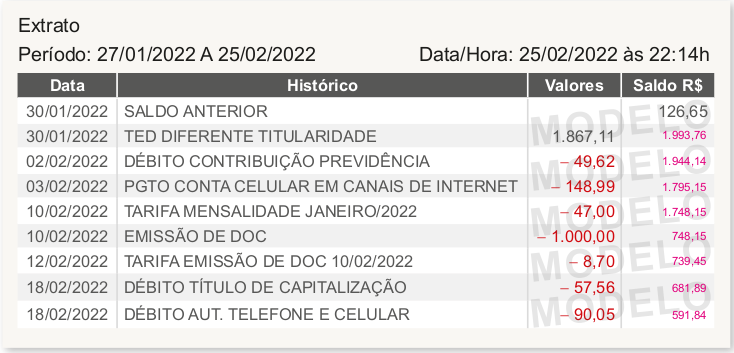 Extrato
Período: 27/01/2022 A 25/02/2022 Data/Hora: 25/02/2022 às 22:14h
Data Histórico Valores Saldo R$
30/01/2022 SALDO ANTERIOR 126,65
30/01/2022 TED DIFERENTE TITULARIDADE 1.867,11 1.993,76
02/02/2022 DÉBITO CONTRIBUIÇÃO PREVIDÊNCIA – 49,62 1.944,14
03/02/2022 PGTO CONTA CELULAR EM CANAIS DE INTERNET – 148,99 1.795,15
10/02/2022 TARIFA MENSALIDADE JANEIRO/2022 – 47,00 1.748,15
10/02/2022 EMISSÃO DE DOC – 1.000,00 748,15
12/02/2022 TARIFA EMISSÃO DE DOC 10/02/2022 – 8,70 739,45
18/02/2022 DÉBITO TÍTULO DE CAPITALIZAÇÃO – 57,56 681,89
18/02/2022 DÉBITO AUT. TELEFONE E CELULAR – 90,05 591,84
MODELO
MODELO
MODELO
MODELO
MODELO